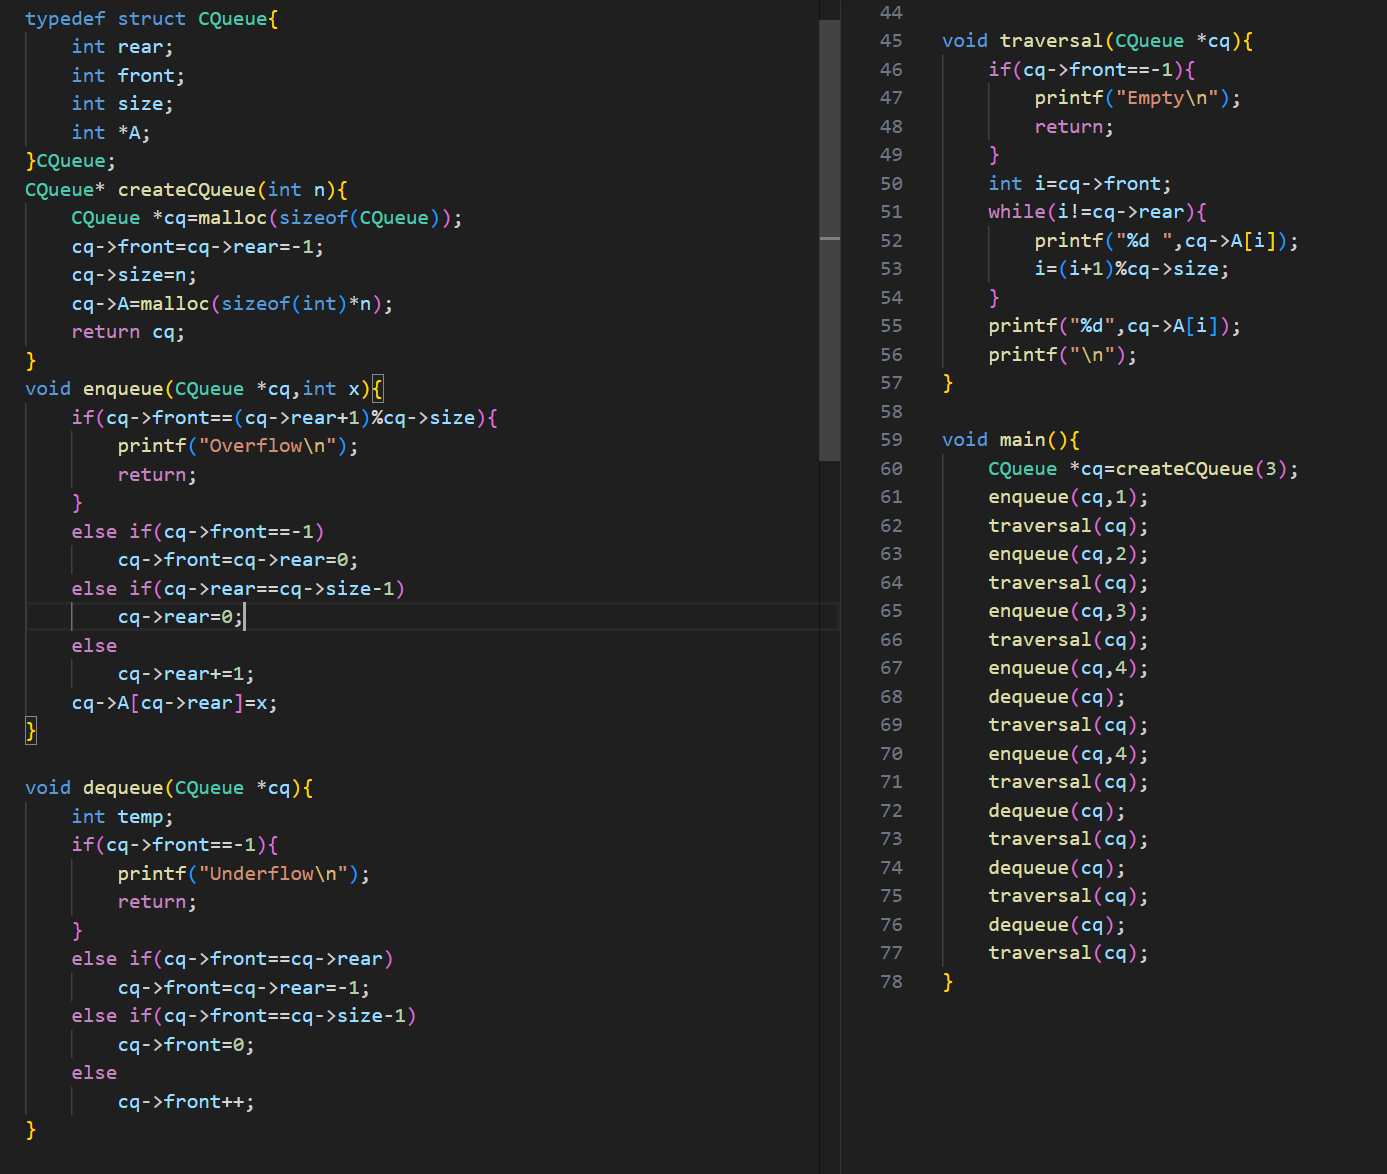 typedef struct CQueue{
    int rear;
    int front;
    int size;
    int *A;
}CQueue;
CQueue* createCQueue(int n){
    CQueue *cq=malloc(sizeof(CQueue));
    cq->front=cq->rear=-1;
    cq->size=n;
    cq->A=malloc(sizeof(int)*n);
    return cq;
}
void enqueue(CQueue *cq,int x){
    if(cq->front==(cq->rear+1)%cq->size){
        printf("Overflow\n");
        return;
    }
    else if(cq->front==-1)
        cq->front=cq->rear=0;
    else if(cq->rear==cq->size-1)
        cq->rear=0;
    else
        cq->rear+=1;
    cq->A[cq->rear]=x;
}

void dequeue(CQueue *cq){
    int temp;
    if(cq->front==-1){
        printf("Underflow\n");
        return;
    }
    else if(cq->front==cq->rear)
        cq->front=cq->rear=-1;
    else if(cq->front==cq->size-1)
        cq->front=0;
    else
        cq->front++;
}
44
45 void traversal(CQueue *cq){
46     if(cq->front==-1){
47         printf("Empty\n");
48         return;
49     }
50     int i=cq->front;
51     while(i!=cq->rear){
52         printf("%d ",cq->A[i]);
53         i=(i+1)%cq->size;
54     }
55     printf("%d",cq->A[i]);
56     printf("\n");
57 }
58
59 void main(){
60     CQueue *cq=createCQueue(3);
61     enqueue(cq,1);
62     traversal(cq);
63     enqueue(cq,2);
64     traversal(cq);
65     enqueue(cq,3);
66     traversal(cq);
67     enqueue(cq,4);
68     dequeue(cq);
69     traversal(cq);
70     enqueue(cq,4);
71     traversal(cq);
72     dequeue(cq);
73     traversal(cq);
74     dequeue(cq);
75     traversal(cq);
76     dequeue(cq);
77     traversal(cq);
78 }